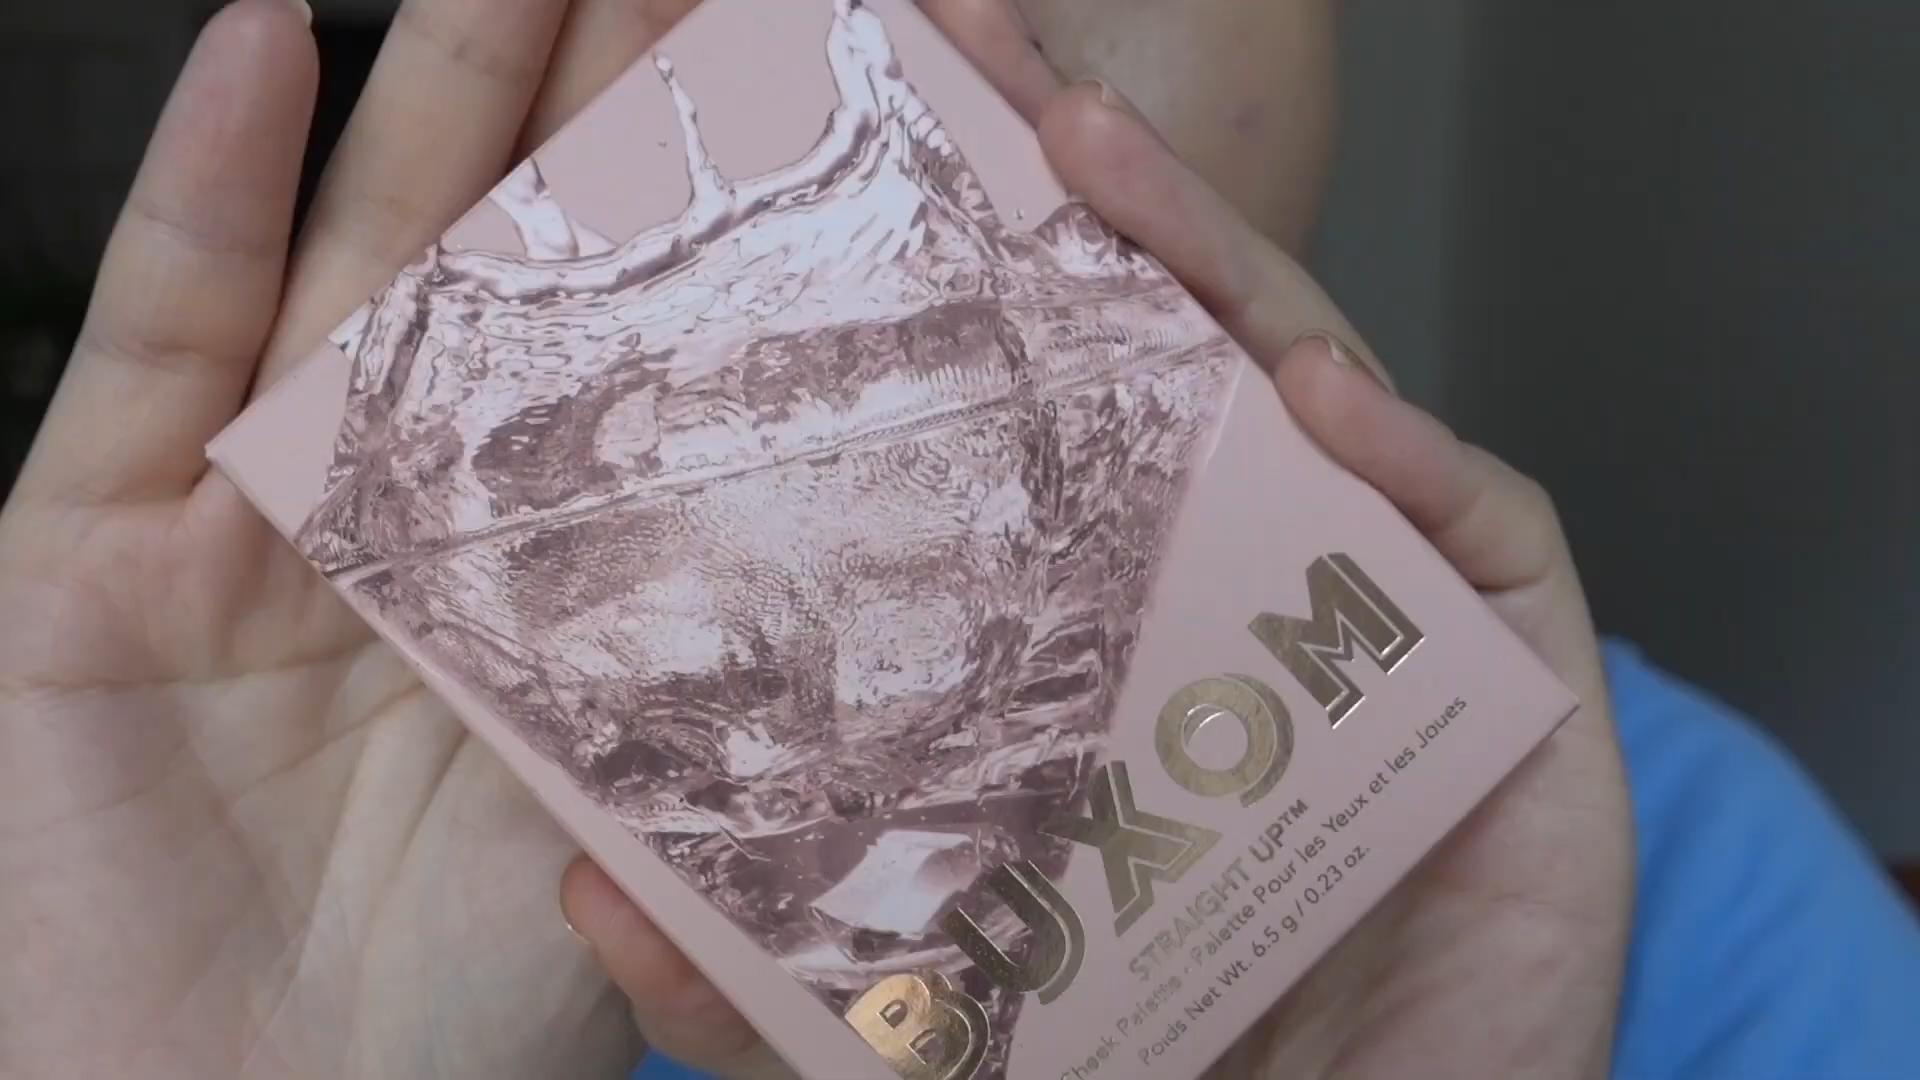 BUXOM
STRAIGHT UP™
Cheek Palette • Palette Pour les Yeux et les Joues
Poids Net Wt. 6.5 g / 0.23 oz.